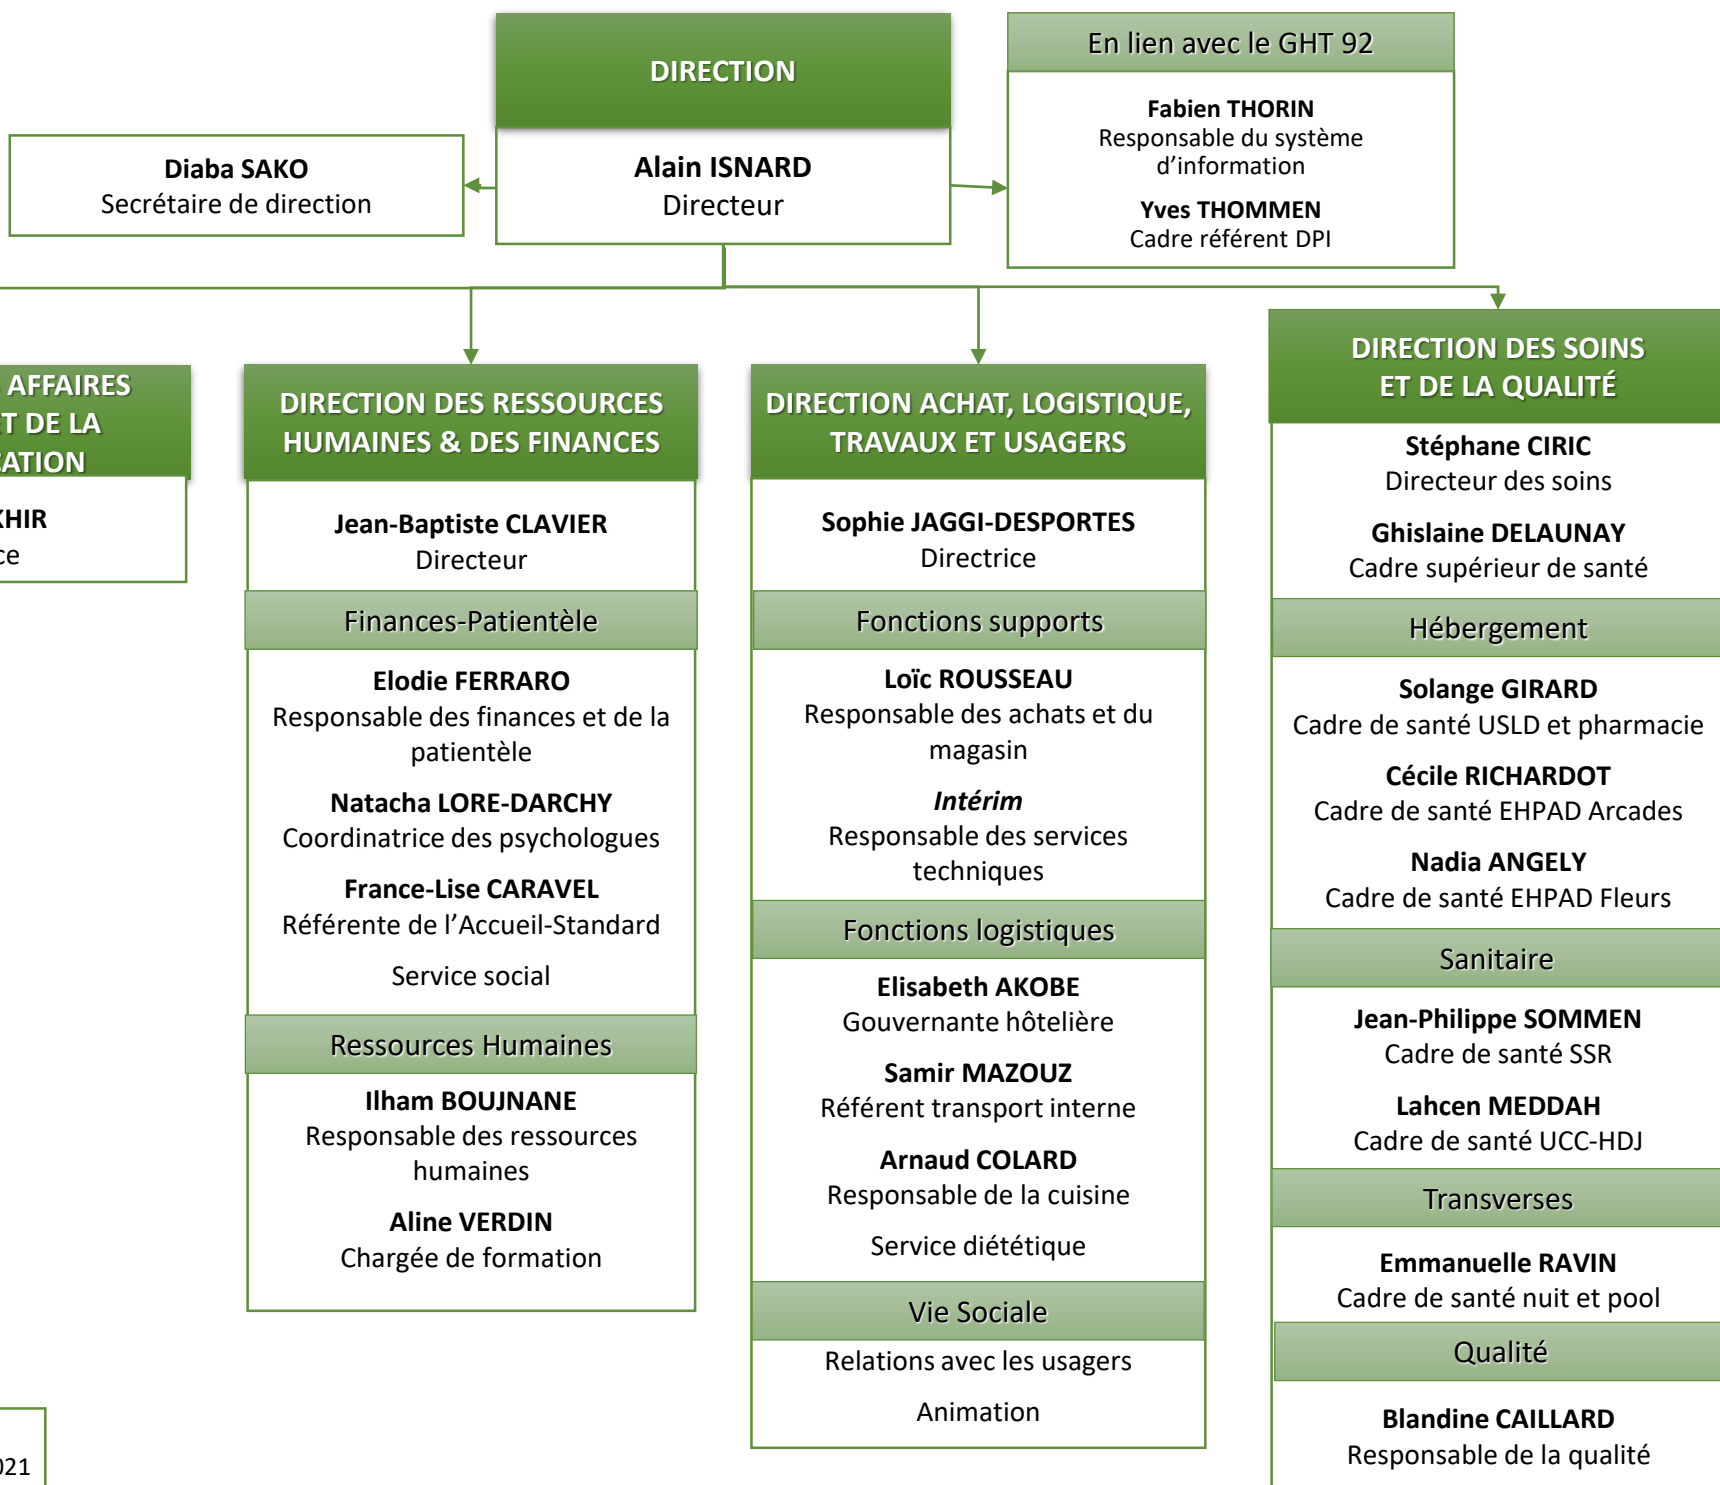 DIRECTION
Alain ISNARD
Directeur
Diaba SAKO
Secrétaire de direction
En lien avec le GHT 92
Fabien THORIN
Responsable du système
d’information
Yves THOMMEN
Cadre référent DPI
AFFAIRES
ET DE LA
DIRECTION DES RESSOURCES
HUMAINES & DES FINANCES
Jean-Baptiste CLAVIER
Directeur
Finances-Patientèle
Elodie FERRARO
Responsable des finances et de la
patientèle
Natacha LORE-DARCHY
Coordinatrice des psychologues
France-Lise CARAVEL
Référente de l’Accueil-Standard
Service social
Ressources Humaines
Ilham BOUJNANE
Responsable des ressources
humaines
Aline VERDIN
Chargée de formation
DIRECTION ACHAT, LOGISTIQUE,
TRAVAUX ET USAGERS
Sophie JAGGI-DESPORTES
Directrice
Fonctions supports
Loïc ROUSSEAU
Responsable des achats et du
magasin
Intérim
Responsable des services
techniques
Fonctions logistiques
Elisabeth AKOBE
Gouvernante hôtelière
Samir MAZOUZ
Référent transport interne
Arnaud COLARD
Responsable de la cuisine
Service diététique
Vie Sociale
Relations avec les usagers
Animation
DIRECTION DES SOINS
ET DE LA QUALITÉ
Stéphane CIRIC
Directeur des soins
Ghislaine DELAUNAY
Cadre supérieur de santé
Hébergement
Solange GIRARD
Cadre de santé USLD et pharmacie
Cécile RICHARDOT
Cadre de santé EHPAD Arcades
Nadia ANGELY
Cadre de santé EHPAD Fleurs
Sanitaire
Jean-Philippe SOMMEN
Cadre de santé SSR
Lahcen MEDDAH
Cadre de santé UCC-HDJ
Transverses
Emmanuelle RAVIN
Cadre de santé nuit et pool
Qualité
Blandine CAILLARD
Responsable de la qualité